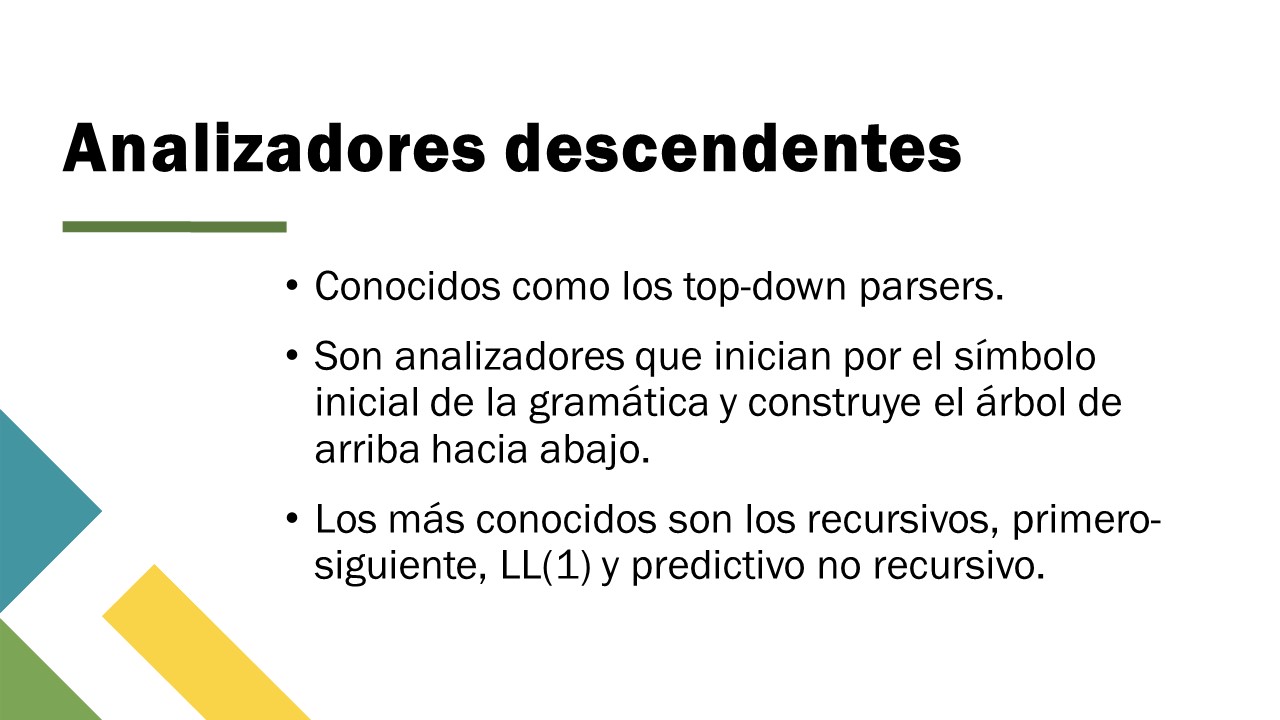 Analizadores descendentes
• Conocidos como los top-down parsers.
• Son analizadores que inician por el símbolo
inicial de la gramática y construye el árbol de
arriba hacia abajo.
• Los más conocidos son los recursivos, primero-
siguiente, LL(1) y predictivo no recursivo.